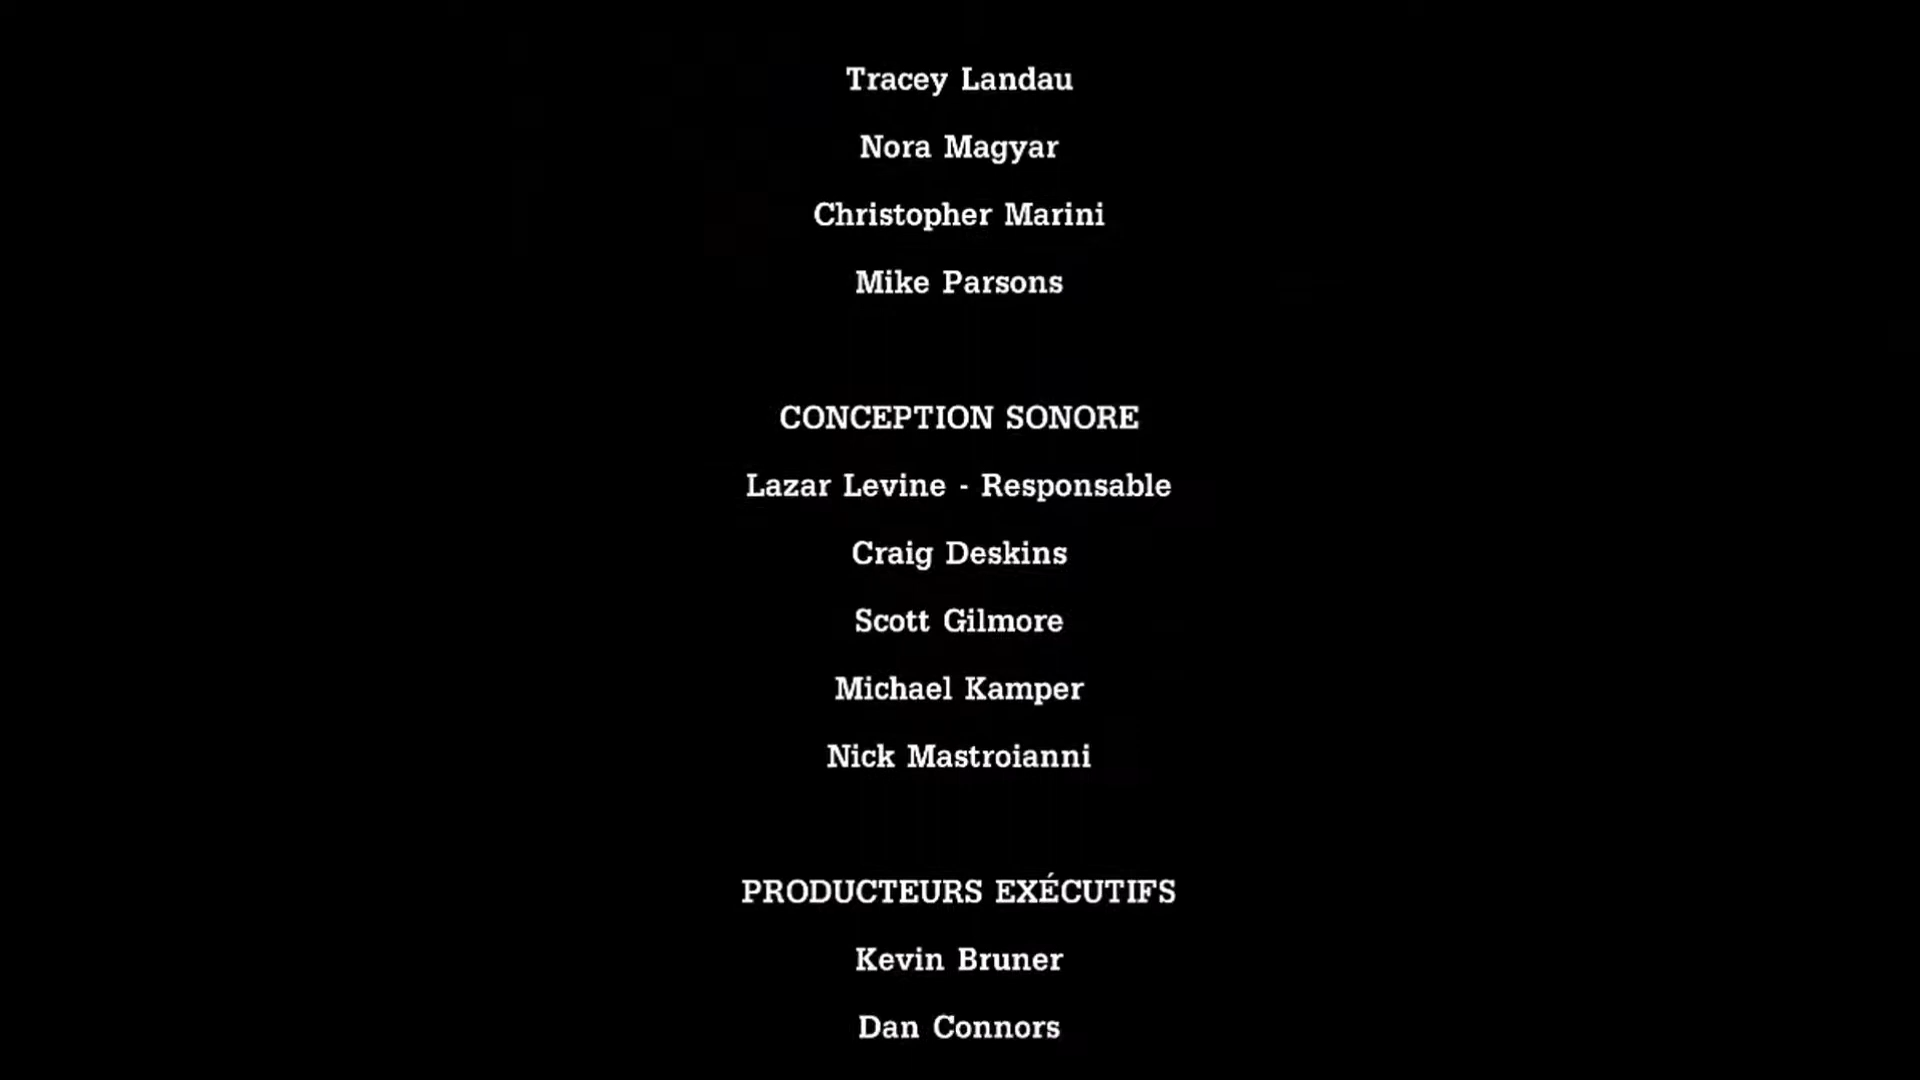 Tracey Landau
Nora Magyar
Christopher Marini
Mike Parsons
CONCEPTION SONORE
Lazar Levine - Responsable
Craig Deskins
Scott Gilmore
Michael Kamper
Nick Mastroianni
PRODUCTEURS EXÉCUTIFS
Kevin Bruner
Dan Connors